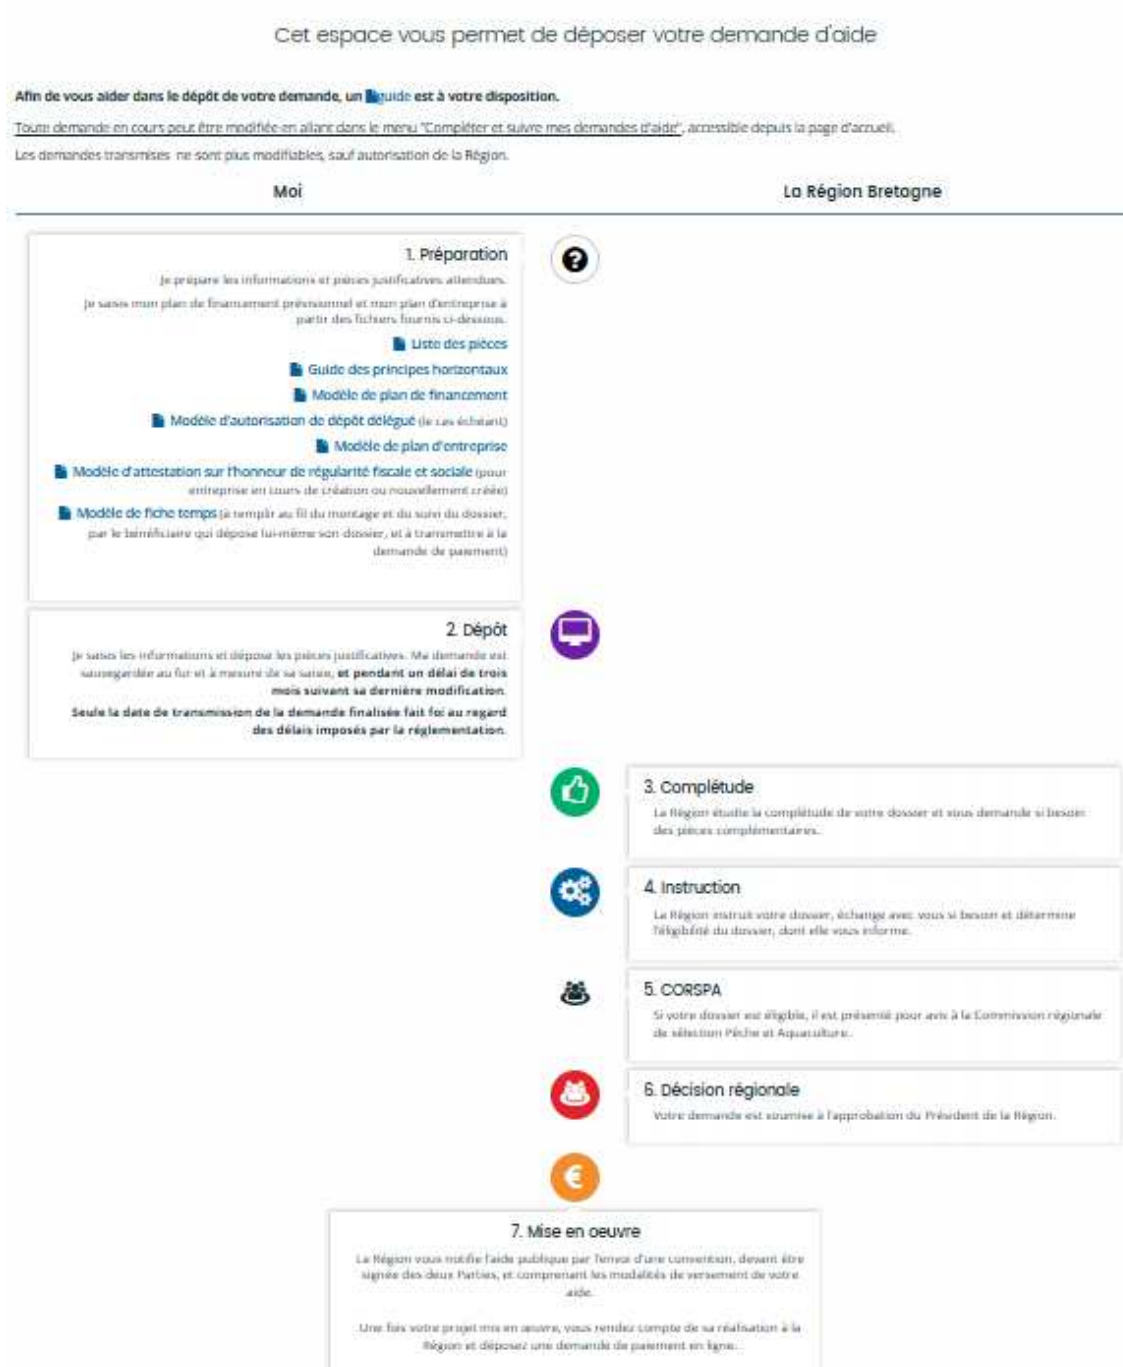 Cet espace vous permet de déposer votre demande d'aide
Afin de vous aider dans le dépôt de votre demande, un guide est à votre disposition.
Toute demande en cours peut être modifiée en allant dans le menu "Compléter et suivre mes demandes d'aide", accessible depuis la page d'accueil.
Les demandes transmises ne sont plus modifiables, sauf autorisation de la Région.
Moi
La Région Bretagne
1. Préparation
Je prépare les informations et pièces justificatives attendues.
Je saisis mon plan de financement prévisionnel et mon plan d'entreprise à
partir des fichiers fournis ci-dessous.
Liste des pièces
Guide des principes horizontaux
Modèle de plan de financement
Modèle d'autorisation de dépôt délégué (le cas échéant)
Modèle de plan d'entreprise
Modèle d'attestation sur l'honneur de régularité fiscale et sociale (pour
entreprise en cours de création ou nouvellement créée)
Modèle de fiche temps (à remplir au fil du montage et du suivi du dossier,
par le bénéficiaire qui dépose lui-même son dossier, et à transmettre à la
demande de paiement)
2. Dépôt
Je saisis les informations et dépose les pièces justificatives. Ma demande est
sauvegardée au fur et à mesure de sa saisie, et pendant un délai de trois
mois suivant sa dernière modification.
Seule la date de transmission de la demande finalisée fait foi au regard
des délais imposés par la réglementation.
3. Complétude
La Région étudie la complétude de votre dossier et vous demande si besoin
des pièces complémentaires.
4. Instruction
La Région instruit votre dossier, échange avec vous si besoin et détermine
l'éligibilité du dossier, dont elle vous informe.
5. CORSPA
Si votre dossier est éligible, il est présenté pour avis à la Commission régionale
de sélection Pêche et Aquaculture.
6. Décision régionale
Votre demande est soumise à l'approbation du Président de la Région.
7. Mise en oeuvre
La Région vous notifie l'aide publique par l'envoi d'une convention, devant être
signée des deux Parties, et comprenant les modalités de versement de votre
aide.
Une fois votre projet mis en œuvre, vous rendez compte de sa réalisation à la
Région et déposez une demande de paiement en ligne.